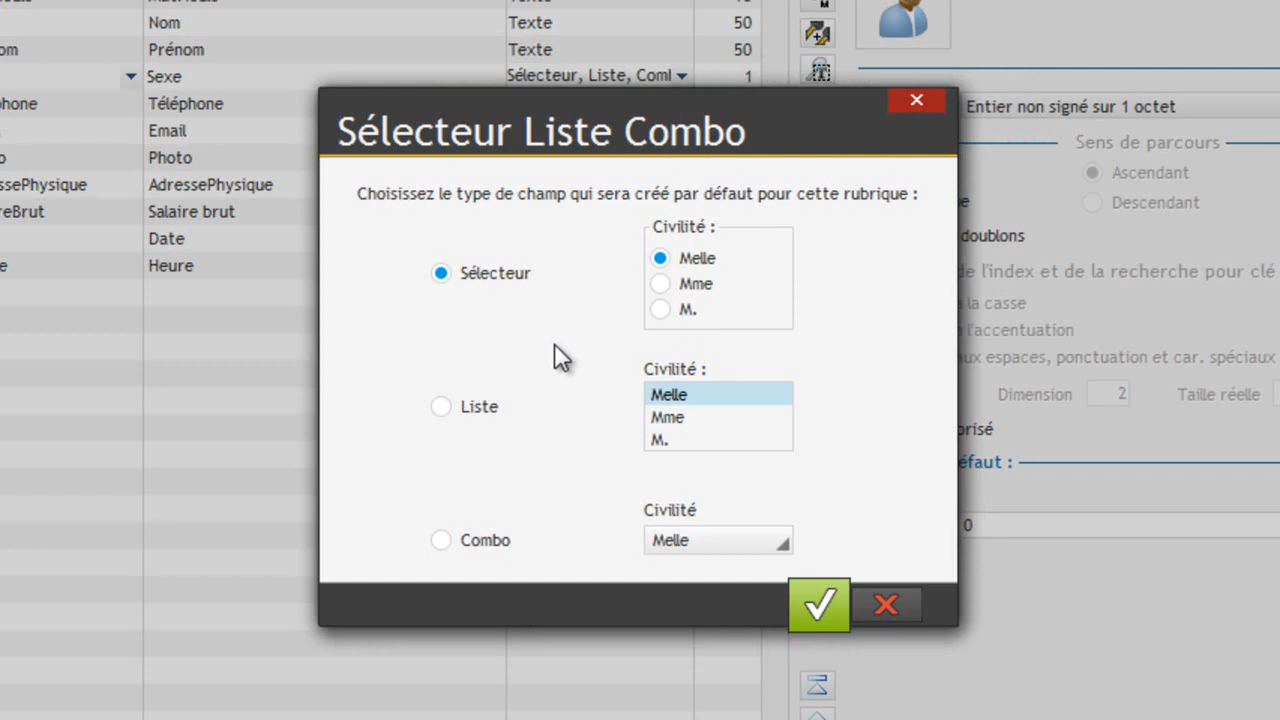 Nom Texte 50
Prénom Texte 50
Sexe Sélecteur, Liste, Coml 1
Téléphone
Email
Photo
AdressePhysique
Salaire brut
Date
Heure
Sélecteur Liste Combo
Choisissez le type de champ qui sera créé par défaut pour cette rubrique :
Sélecteur
Civilité :
Melle
Mme
M.
Liste
Civilité :
Melle
Mme
M.
Combo
Civilité
Melle
Entier non signé sur 1 octet
Sens de parcours
Ascendant
Descendant
doublons
de l'index et de la recherche pour clé
la casse
l'accentuation
aux espaces, ponctuation et car. spéciaux
Dimension 2 Taille réelle
orisé
éfaut :
0